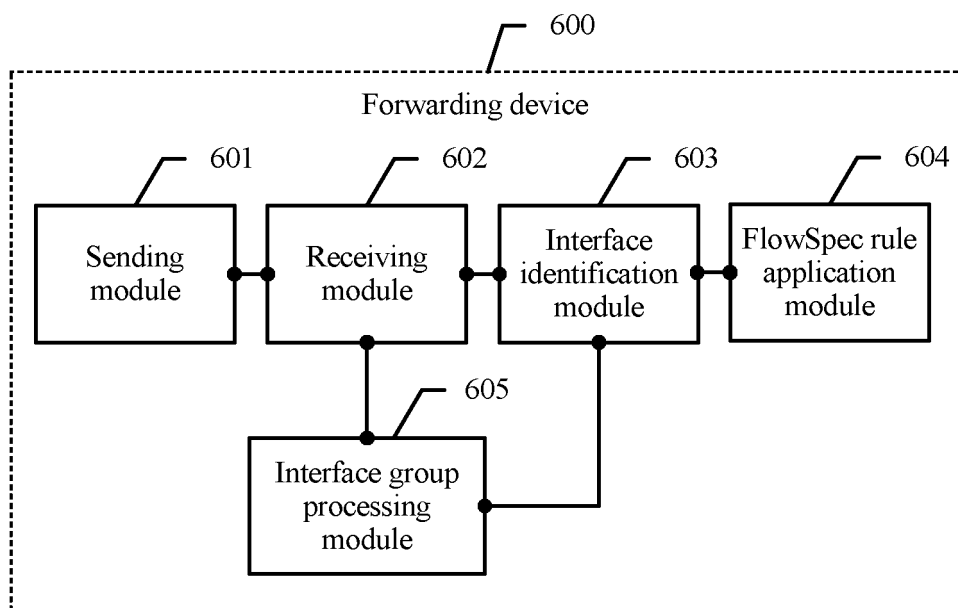 600
Forwarding device
601
602
603
604
Sending
module
Receiving
module
Interface
identification
module
FlowSpec rule
application
module
605
Interface group
processing
module